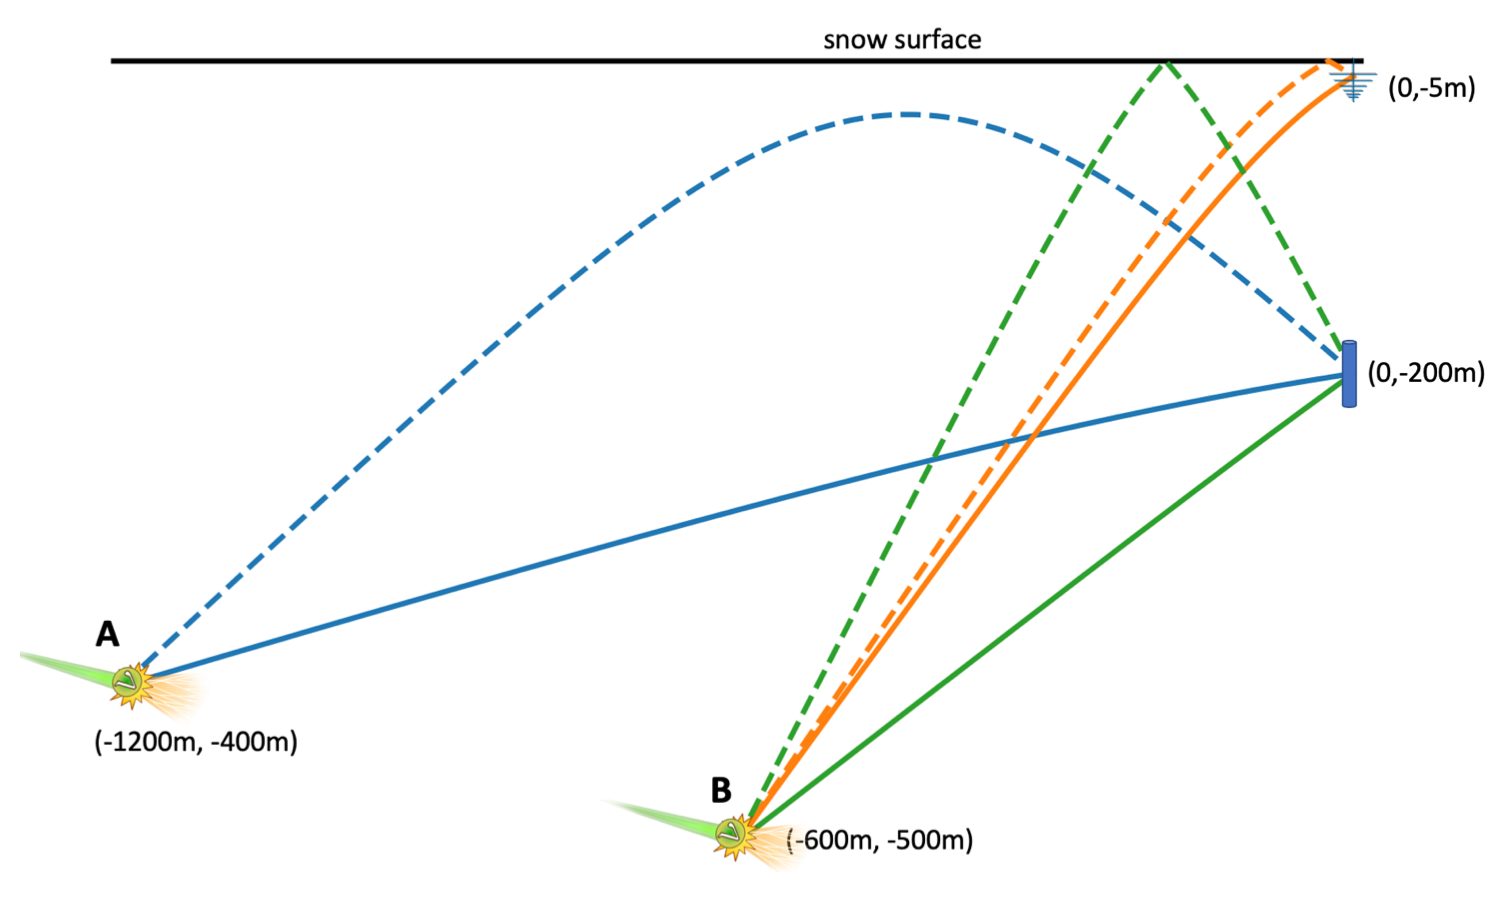 snow surface
(0,-5m)
(0,-200m)
A
(-1200m, -400m)
B
(-600m, -500m)
ν
ν